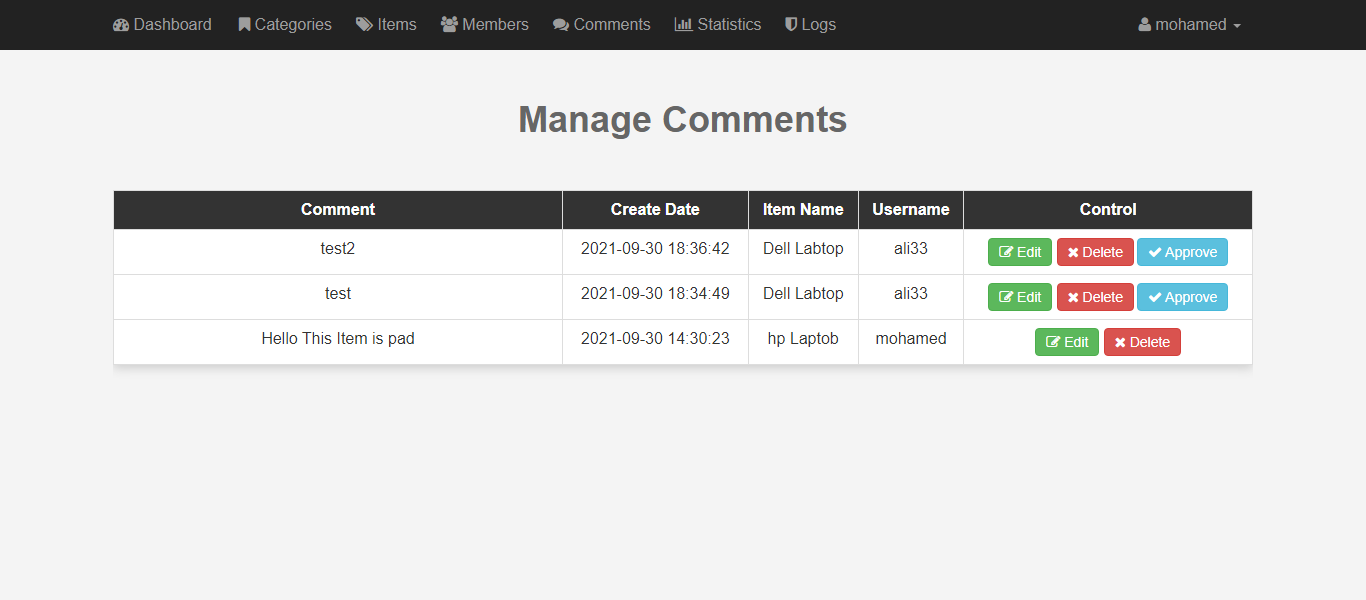 Dashboard Categories Items Members Comments Statistics Logs mohamed
Manage Comments
Comment Create Date Item Name Username Control
test2 2021-09-30 18:36:42 Dell Labtop ali33 Edit Delete Approve
test 2021-09-30 18:34:49 Dell Labtop ali33 Edit Delete Approve
Hello This Item is pad 2021-09-30 14:30:23 hp Laptob mohamed Edit Delete